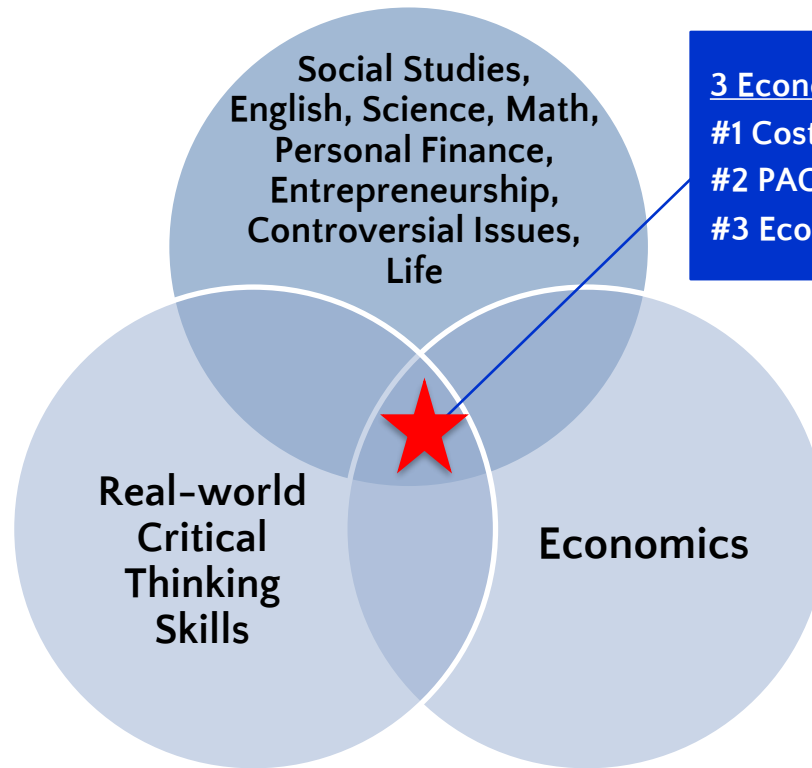 Social Studies,
English, Science, Math,
Personal Finance,
Entrepreneurship,
Controversial Issues,
Life
3 Econ
#1 Cost
#2 PAC
#3 Eco
Real-world
Critical
Thinking
Skills
Economics